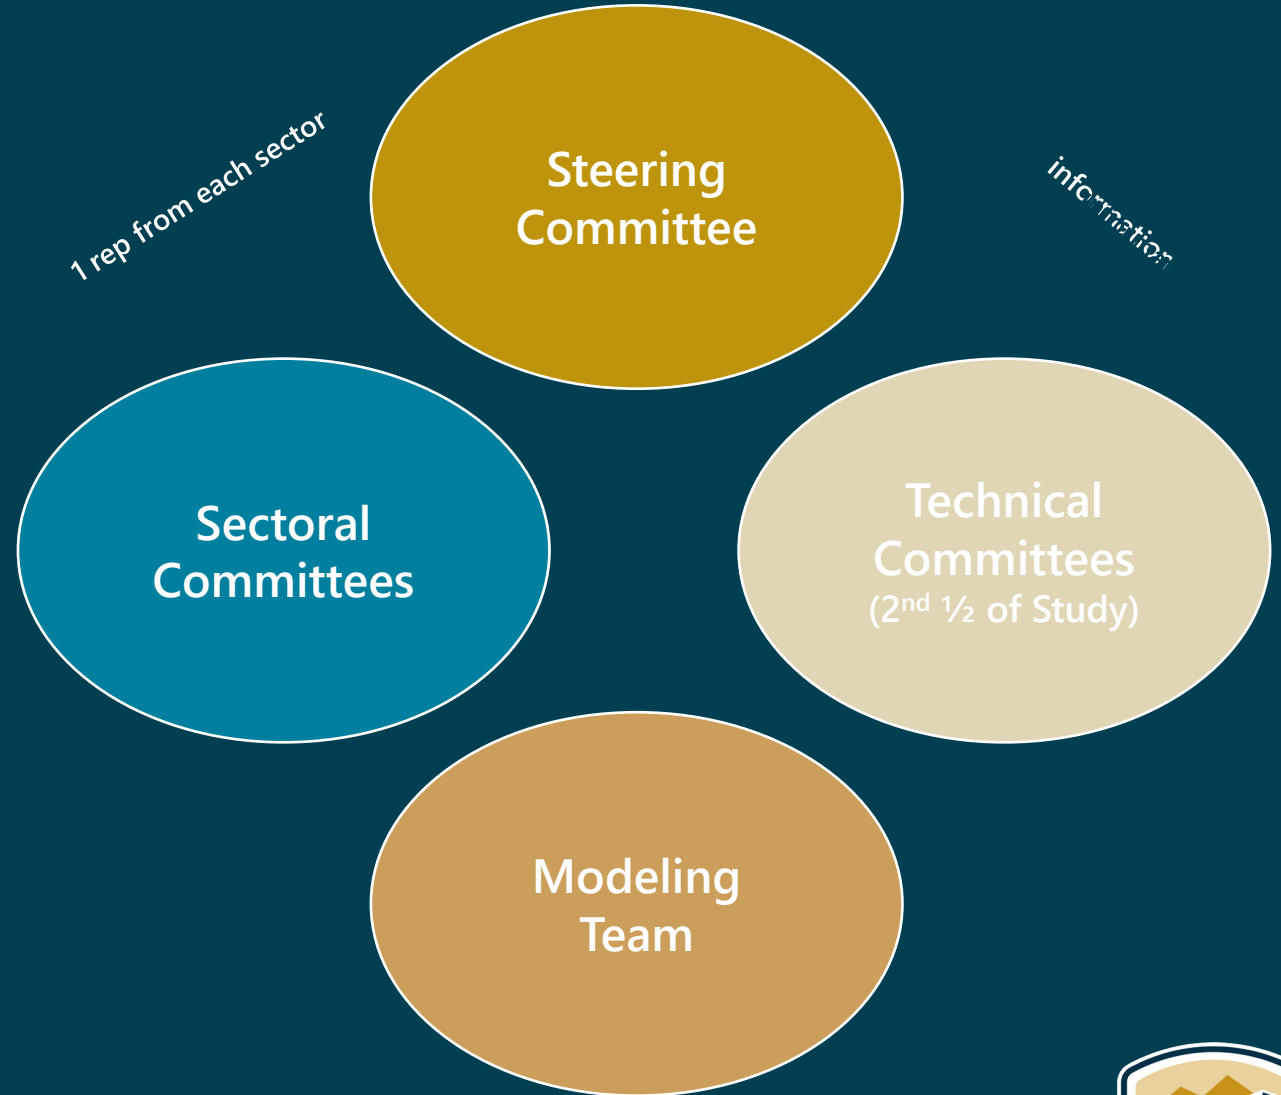 1 rep from each sector
information
Steering
Committee
Sectoral
Committees
Technical
Committees
(2nd ½ of Study)
Modeling
Team